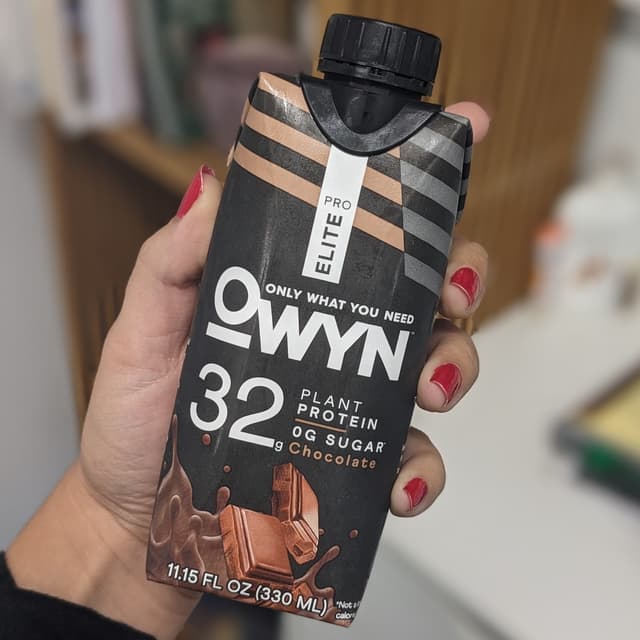 ELITE PRO
ONLY WHAT YOU NEED
OWYN
32g
PLANT
PROTEIN
0G SUGAR*
Chocolate
11.15 FL OZ (330 ML)
*Not a